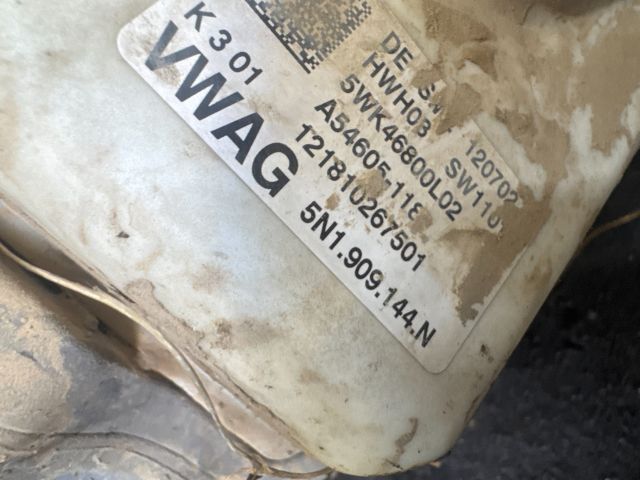 K 3 01
VWAG
DE
HWH03 120702
5WK46800L02 SW110
A54605-118
121810267501
5N1.909.144.N